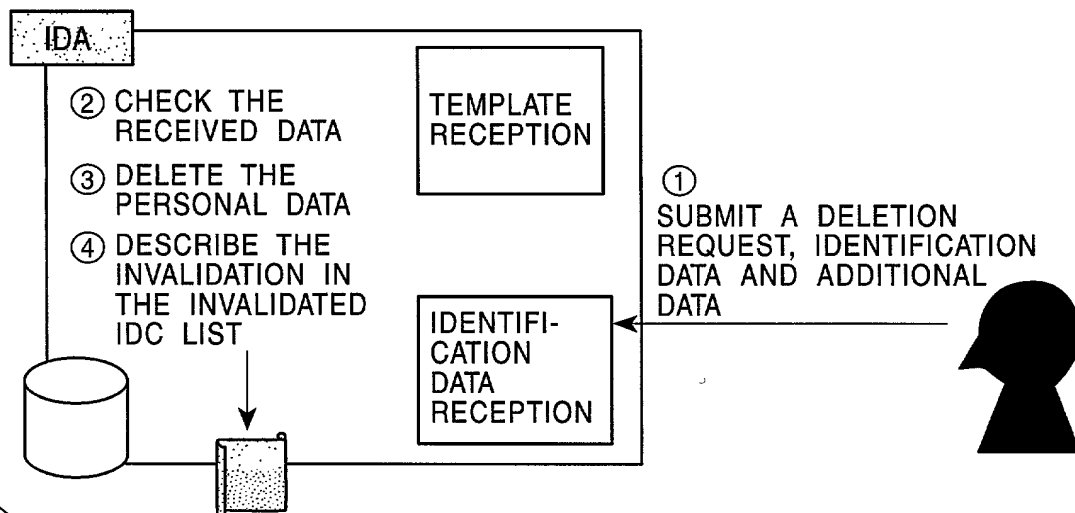 IDA
② CHECK THE
RECEIVED DATA
③ DELETE THE
PERSONAL DATA
④ DESCRIBE THE
INVALIDATION IN
THE INVALIDATED
IDC LIST
TEMPLATE
RECEPTION
IDENTIFI-
CATION
DATA
RECEPTION
①
SUBMIT A DELETION
REQUEST, IDENTIFICATION
DATA AND ADDITIONAL
DATA